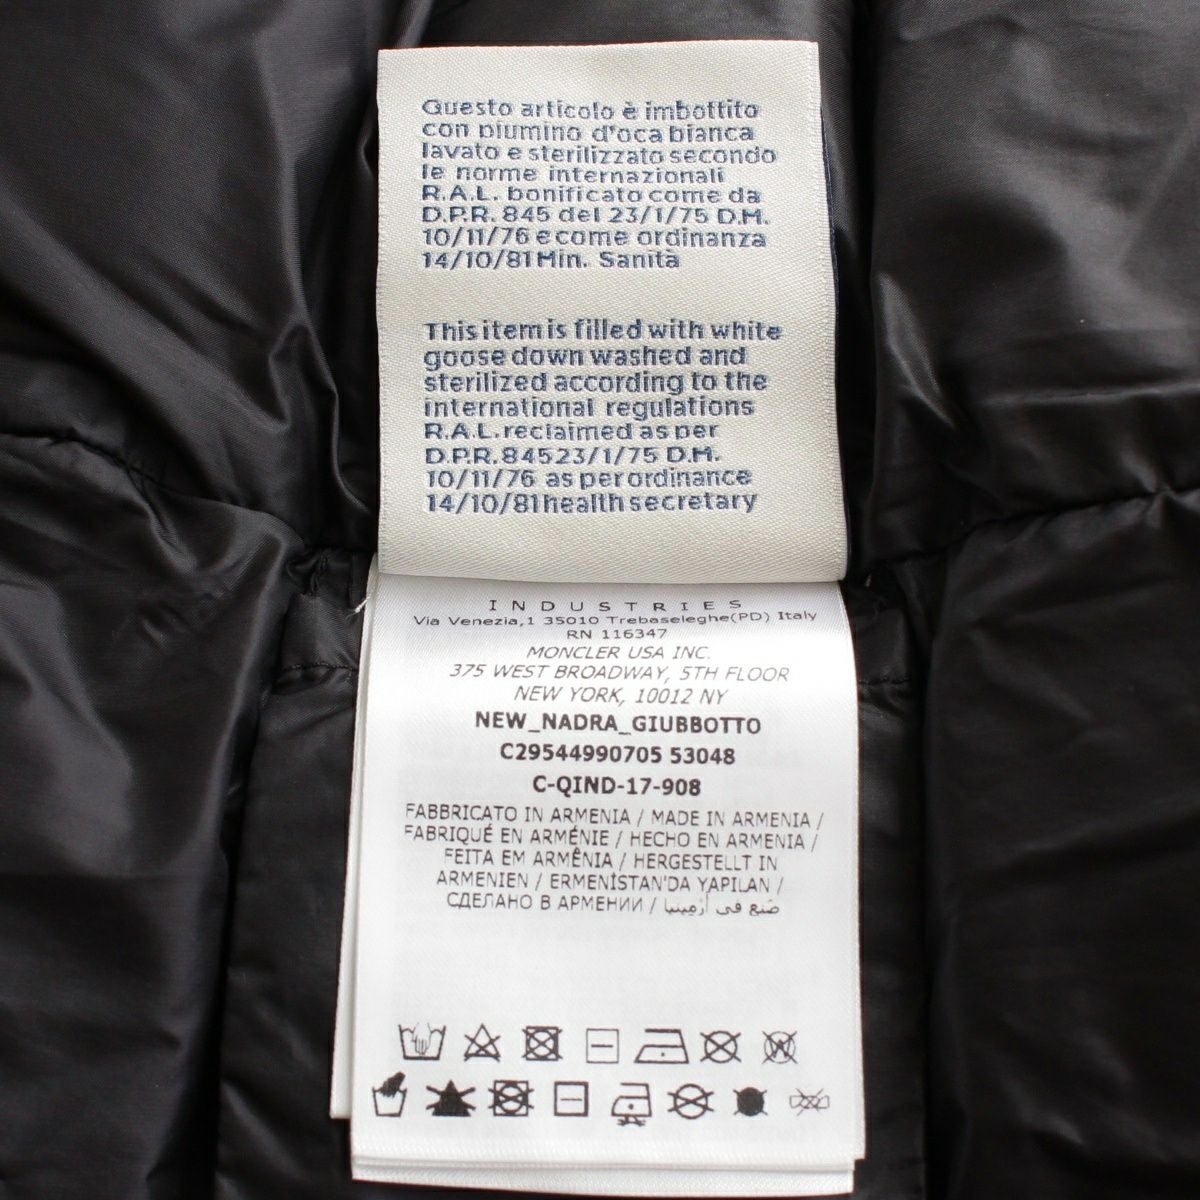 Questo articolo è imbottito
con piumino d'oca bianca
lavato e sterilizzato secondo
le norme internazionali
R.A.L. bonificato come da
D.P.R. 845 del 23/1/75 D.M.
10/11/76 e come ordinanza
14/10/81 Min. Sanità
This item is filled with white
goose down washed and
sterilized according to the
international regulations
R.A.L. reclaimed as per
D.P.R. 84523/1/75 D.M.
10/11/76 as per ordinance
14/10/81 health secretary
INDUSTRIES
Via Venezia,1 35010 Trebaseleghe(PD) Italy
RN 116347
MONCLER USA INC.
375 WEST BROADWAY, 5TH FLOOR
NEW YORK, 10012 NY
NEW_NADRA_GIUBBOTTO
C29544990705 53048
C-QIND-17-908
FABBRICATO IN ARMENIA / MADE IN ARMENIA /
FABRIQUÉ EN ARMÉNIE / HECHO EN ARMENIA /
FEITA EM ARMÊNIA / HERGESTELLT IN
ARMENIEN / ERMENİSTAN'DA YAPILAN /
СДЕЛАНО В АРМЕНИИ / صَنع في أرْمِينيا
W